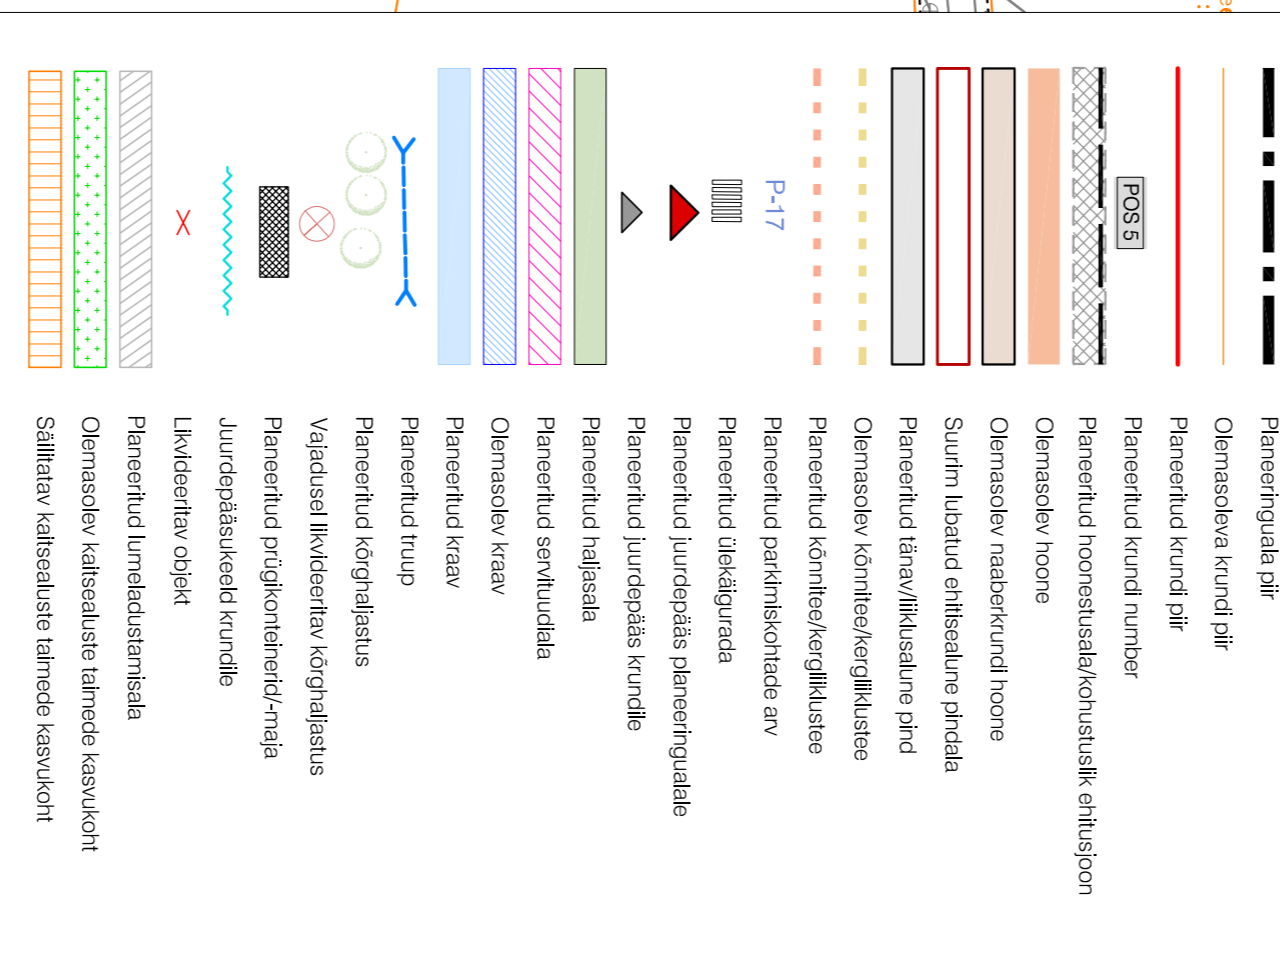 Planeeringuala piir
Olemasoleva krundi piir
Planeeritud krundi piir
POS 5
Planeeritud krundi number
Planeeritud hoonestusala/kohustuslik ehitusjoon
Olemasolev hoone
Olemasolev naaberkrundi hoone
Suurim lubatud ehitisealune pindala
Planeeritud tänav/liiklusalune pind
Olemasolev kõnnitee/kergliiklustee
Planeeritud kõnnitee/kergliiklustee
P-17
Planeeritud parkimiskohtade arv
Planeeritud ülekäigurada
Planeeritud juurdepääs planeeringualale
Planeeritud juurdepääs krundile
Planeeritud haljasala
Planeeritud servituudiala
Olemasolev kraav
Planeeritud kraav
Planeeritud truup
Planeeritud kõrghaljastus
Vajadusel likvideeritav kõrghaljastus
Planeeritud prügikonteinerid/-maja
Juurdepääsukeeld krundile
Likvideeritav objekt
Planeeritud lumeladustamisala
Olemasolev kaitsealuste taimede kasvukoht
Säilitatav kaitsealuste taimede kasvukoht